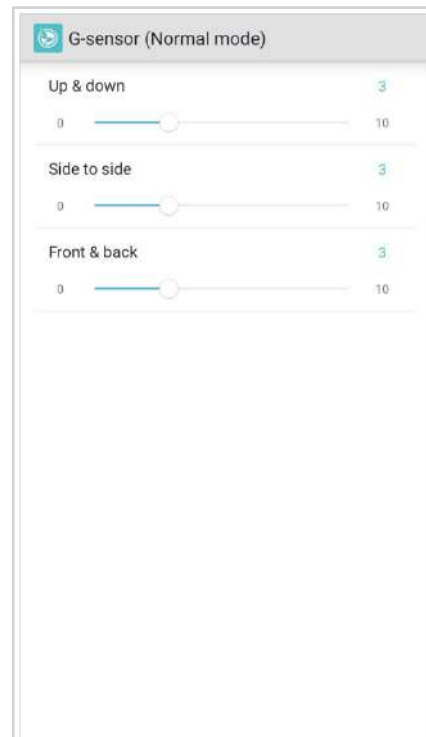 G-sensor (Normal mode)
Up & down 3
0 10
Side to side 3
0 10
Front & back 3
0 10